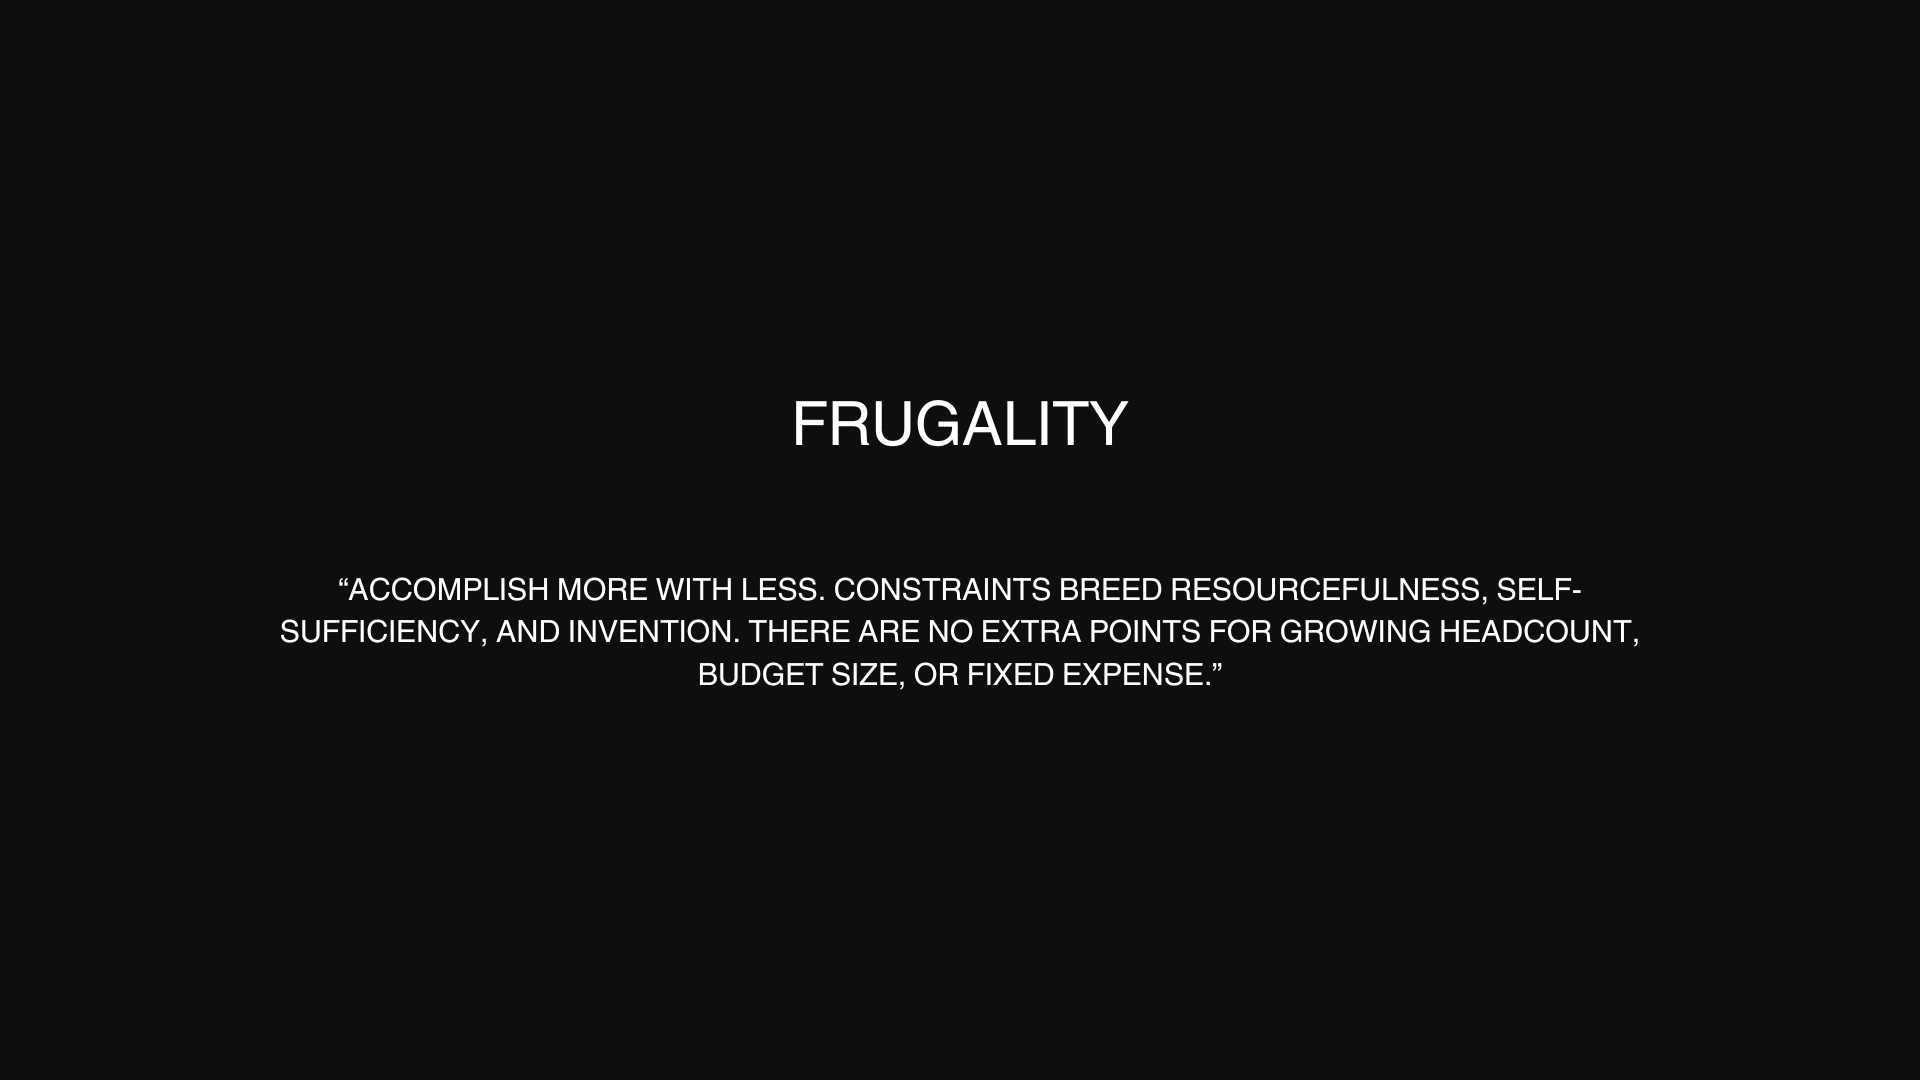 FRUGALITY
“ACCOMPLISH MORE WITH LESS. CONSTRAINTS BREED RESOURCEFULNESS, SELF-
SUFFICIENCY, AND INVENTION. THERE ARE NO EXTRA POINTS FOR GROWING HEADCOUNT,
BUDGET SIZE, OR FIXED EXPENSE.”